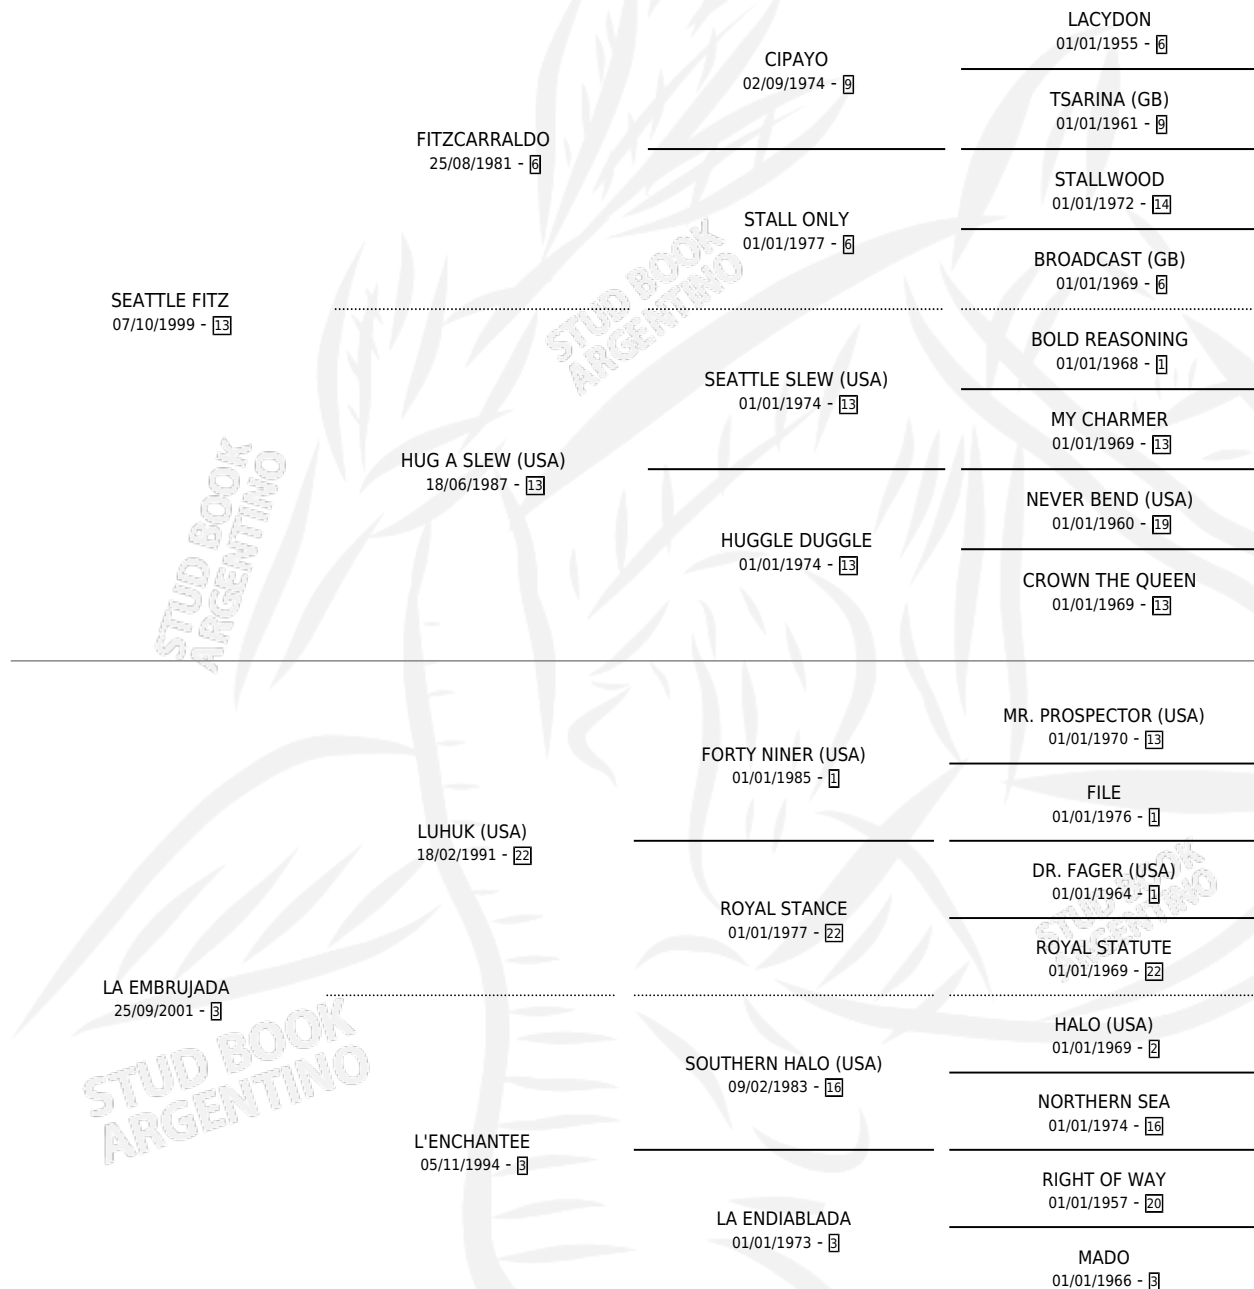 LACYDON
01/01/1955 - 6
CIPAYO
02/09/1974 - 9
TSARINA (GB)
01/01/1961 - 9
FITZCARRALDO
25/08/1981 - 6
STALLWOOD
01/01/1972 - 14
STALL ONLY
01/01/1977 - 6
BROADCAST (GB)
01/01/1969 - 6
SEATTLE FITZ
07/10/1999 - 13
BOLD REASONING
01/01/1968 - 1
SEATTLE SLEW (USA)
01/01/1974 - 13
MY CHARMER
01/01/1969 - 13
HUG A SLEW (USA)
18/06/1987 - 13
NEVER BEND (USA)
01/01/1960 - 19
HUGGLE DUGGLE
01/01/1974 - 13
CROWN THE QUEEN
01/01/1969 - 13
MR. PROSPECTOR (USA)
01/01/1970 - 13
FORTY NINER (USA)
01/01/1985 - 1
FILE
01/01/1976 - 1
LUHUK (USA)
18/02/1991 - 22
DR. FAGER (USA)
01/01/1964 - 1
ROYAL STANCE
01/01/1977 - 22
ROYAL STATUTE
01/01/1969 - 22
LA EMBRUJADA
25/09/2001 - 3
HALO (USA)
01/01/1969 - 2
SOUTHERN HALO (USA)
09/02/1983 - 16
NORTHERN SEA
01/01/1974 - 16
L'ENCHANTEE
05/11/1994 - 3
RIGHT OF WAY
01/01/1957 - 20
LA ENDIABLADA
01/01/1973 - 3
MADO
01/01/1966 - 3
STUD BOOK
ARGENTINO
STUD BOOK
ARGENTINO
STUD BOOK
ARGENTINO
STUD BOOK
ARGENTINO